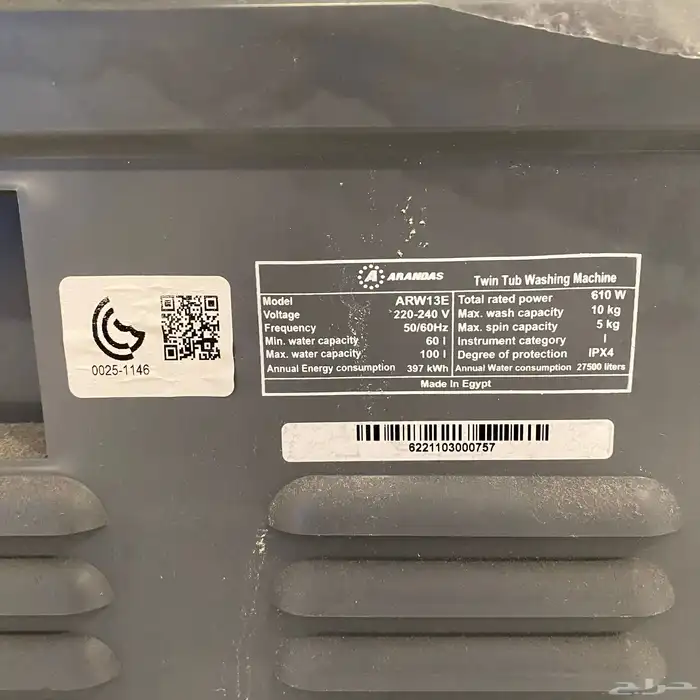 ARANDAS
Twin Tub Washing Machine
Model ARW13E
Voltage 220-240 V
Frequency 50/60Hz
Min. water capacity 60 l
Max. water capacity 100 l
Annual Energy consumption 397 kWh
Total rated power 610 W
Max. wash capacity 10 kg
Max. spin capacity 5 kg
Instrument category I
Degree of protection IPX4
Annual Water consumption 27500 liters
Made In Egypt
0025-1146
6221103000757
حراج